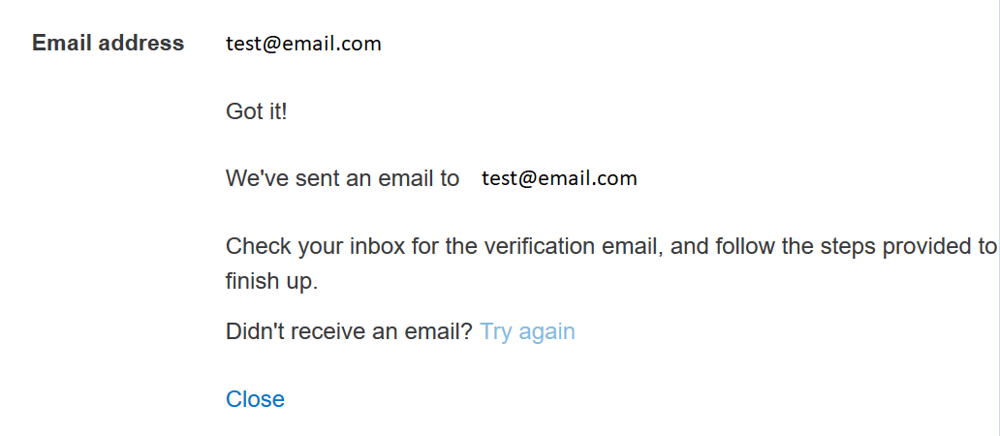 Email address test@email.com
Got it!
We've sent an email to test@email.com
Check your inbox for the verification email, and follow the steps provided to
finish up.
Didn't receive an email? Try again
Close